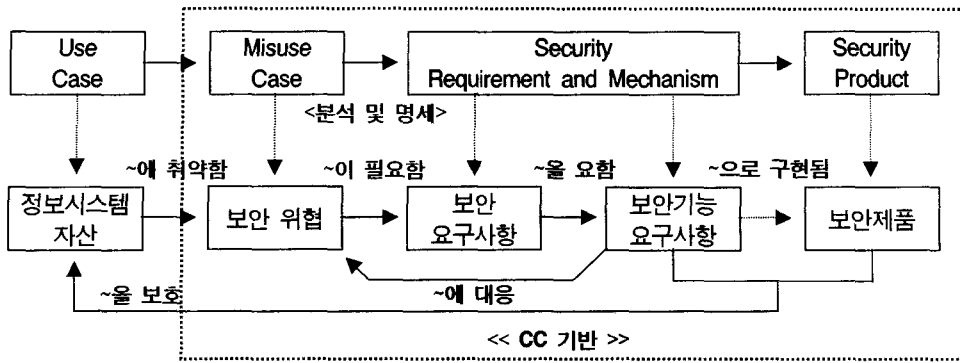 Use
Case
Misuse
Case
Security
Requirement and Mechanism
Security
Product
<분석 및 명세>
~에 취약함
~이 필요함
~을 요함
~으로 구현됨
정보시스템
자산
보안 위협
보안
요구사항
보안기능
요구사항
보안제품
~을 보호
~에 대응
<< CC 기반 >>